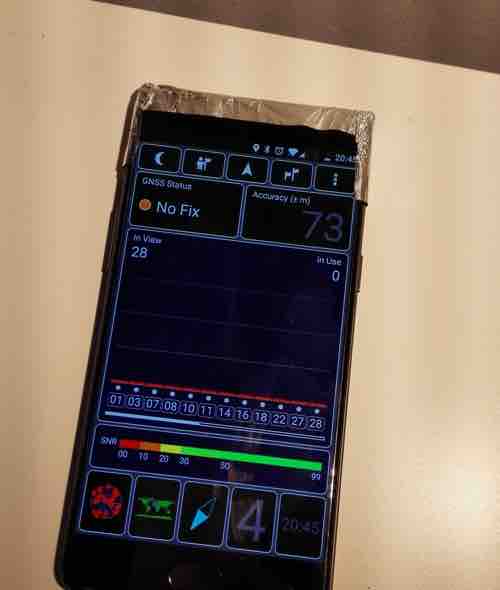 20:45
GNSS Status
No Fix
Accuracy (± m)
73
In View
28
In Use
0
01 03 07 08 10 11 14 16 18 22 27 28
SNR
00 10 20 30 50 99
4
20:45